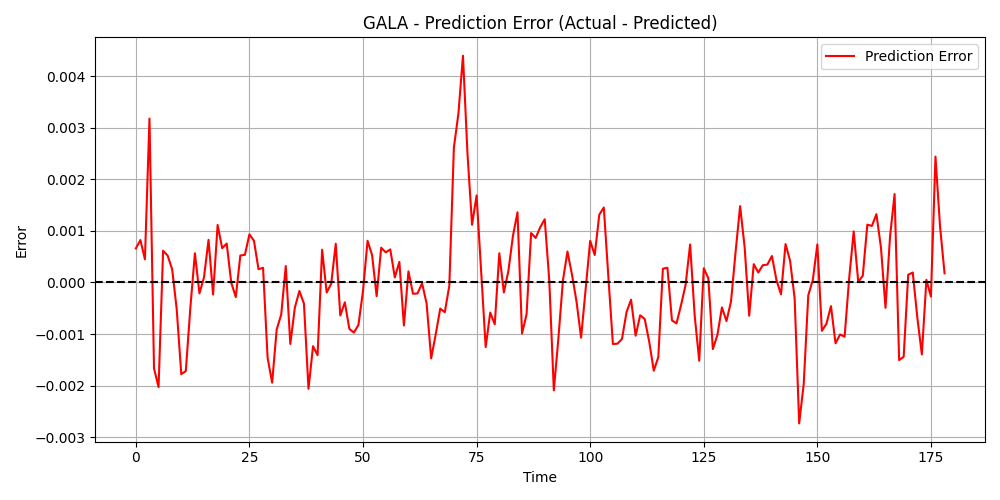 GALA - Prediction Error (Actual - Predicted)
Prediction Error
0.004
0.003
0.002
0.001
0.000
−0.001
−0.002
−0.003
Error
0 25 50 75 100 125 150 175
Time